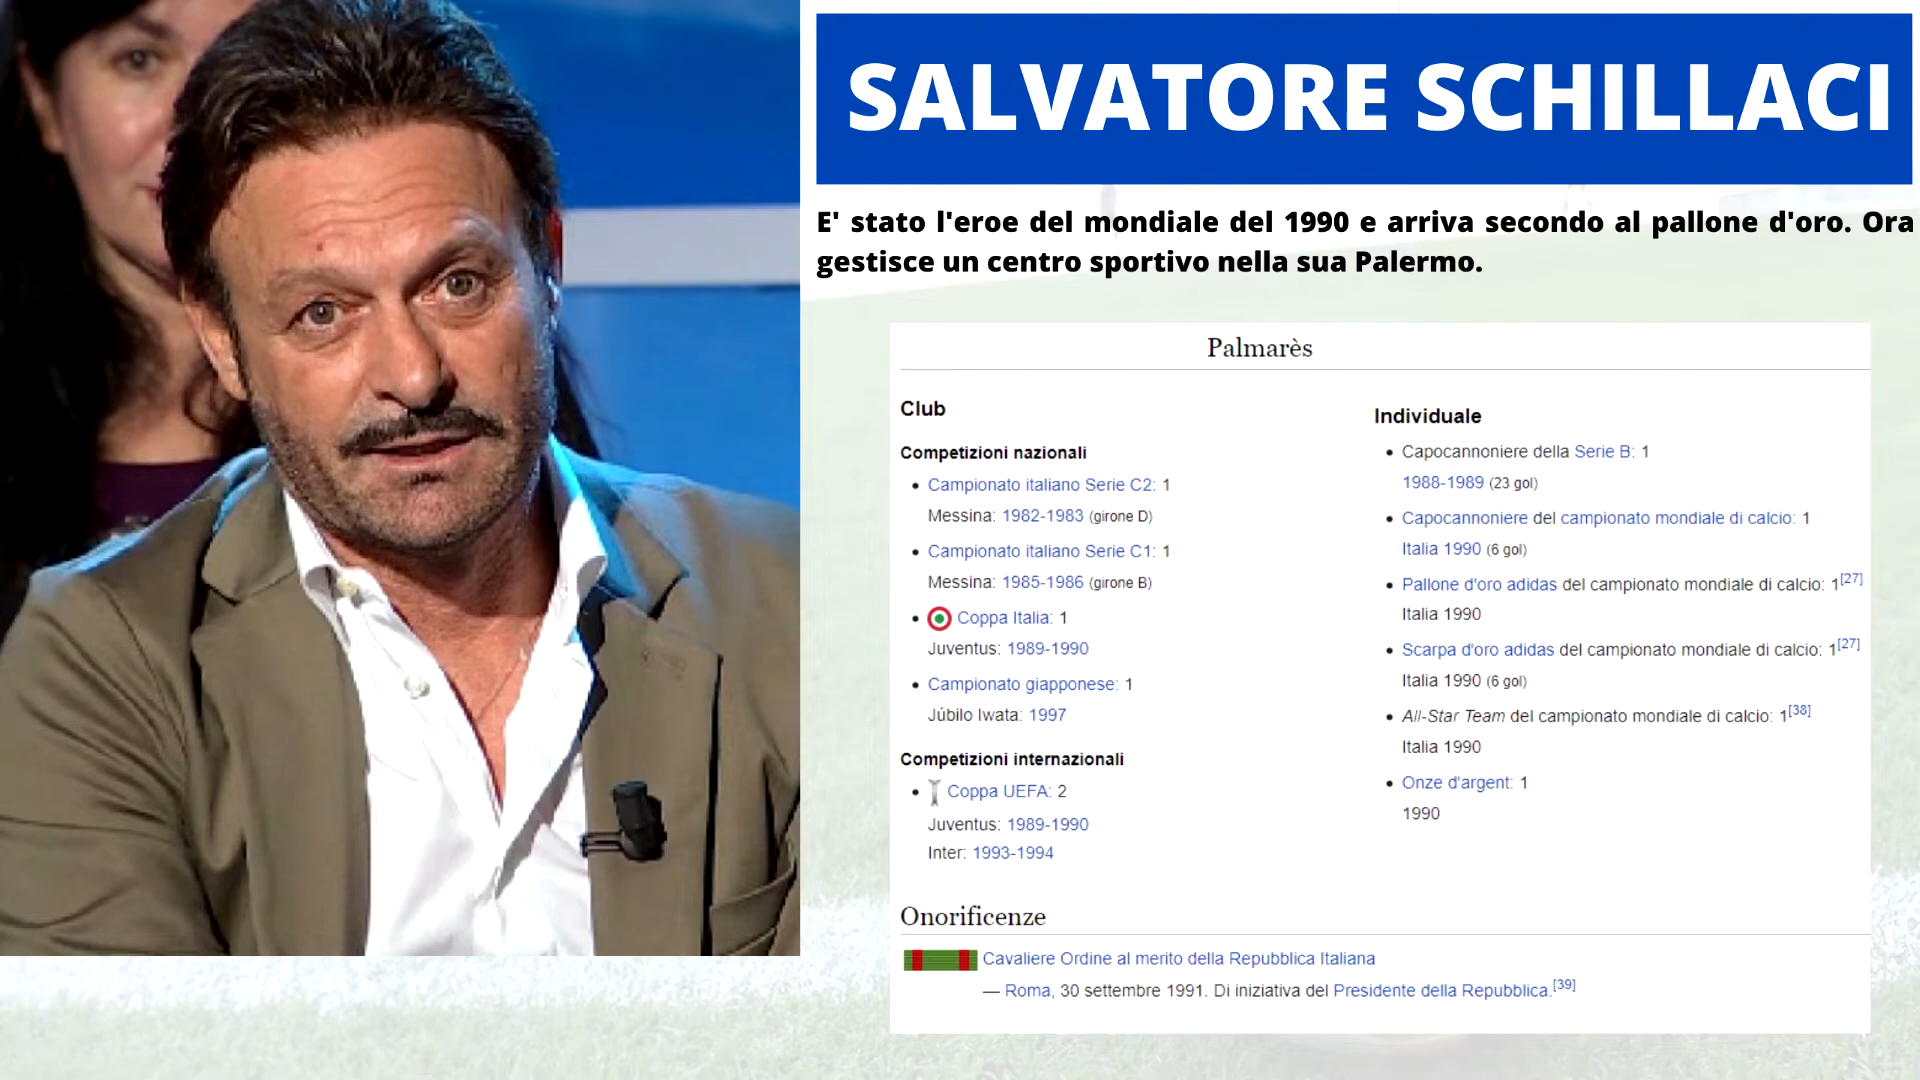 SALVATORE SCHILLACI
E' stato l'eroe del mondiale del 1990 e arriva secondo al pallone d'oro. Ora
gestisce un centro sportivo nella sua Palermo.
Palmarès
Club
Competizioni nazionali
Campionato italiano Serie C2: 1
Messina: 1982-1983 (girone D)
Campionato italiano Serie C1: 1
Messina: 1985-1986 (girone B)
Coppa Italia: 1
Juventus: 1989-1990
Campionato giapponese: 1
Júbilo Iwata: 1997
Competizioni internazionali
Coppa UEFA: 2
Juventus: 1989-1990
Inter: 1993-1994
Individuale
Capocannoniere della Serie B: 1
1988-1989 (23 gol)
Capocannoniere del campionato mondiale di calcio: 1
Italia 1990 (6 gol)
Pallone d'oro adidas del campionato mondiale di calcio: 1[27]
Italia 1990
Scarpa d'oro adidas del campionato mondiale di calcio: 1[27]
Italia 1990 (6 gol)
All-Star Team del campionato mondiale di calcio: 1[38]
Italia 1990
Onze d'argent: 1
1990
Onorificenze
Cavaliere Ordine al merito della Repubblica Italiana
— Roma, 30 settembre 1991. Di iniziativa del Presidente della Repubblica.[39]